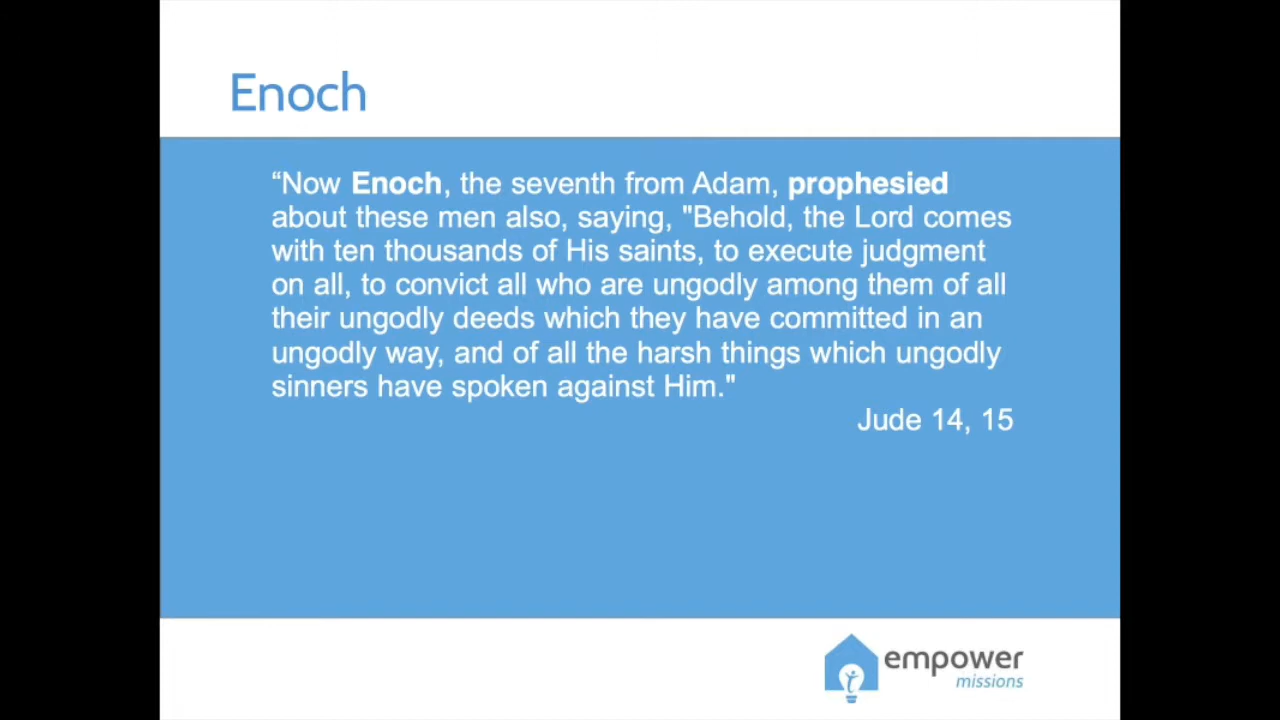 Enoch
“Now Enoch, the seventh from Adam, prophesied
about these men also, saying, "Behold, the Lord comes
with ten thousands of His saints, to execute judgment
on all, to convict all who are ungodly among them of all
their ungodly deeds which they have committed in an
ungodly way, and of all the harsh things which ungodly
sinners have spoken against Him."
Jude 14, 15
empower
missions